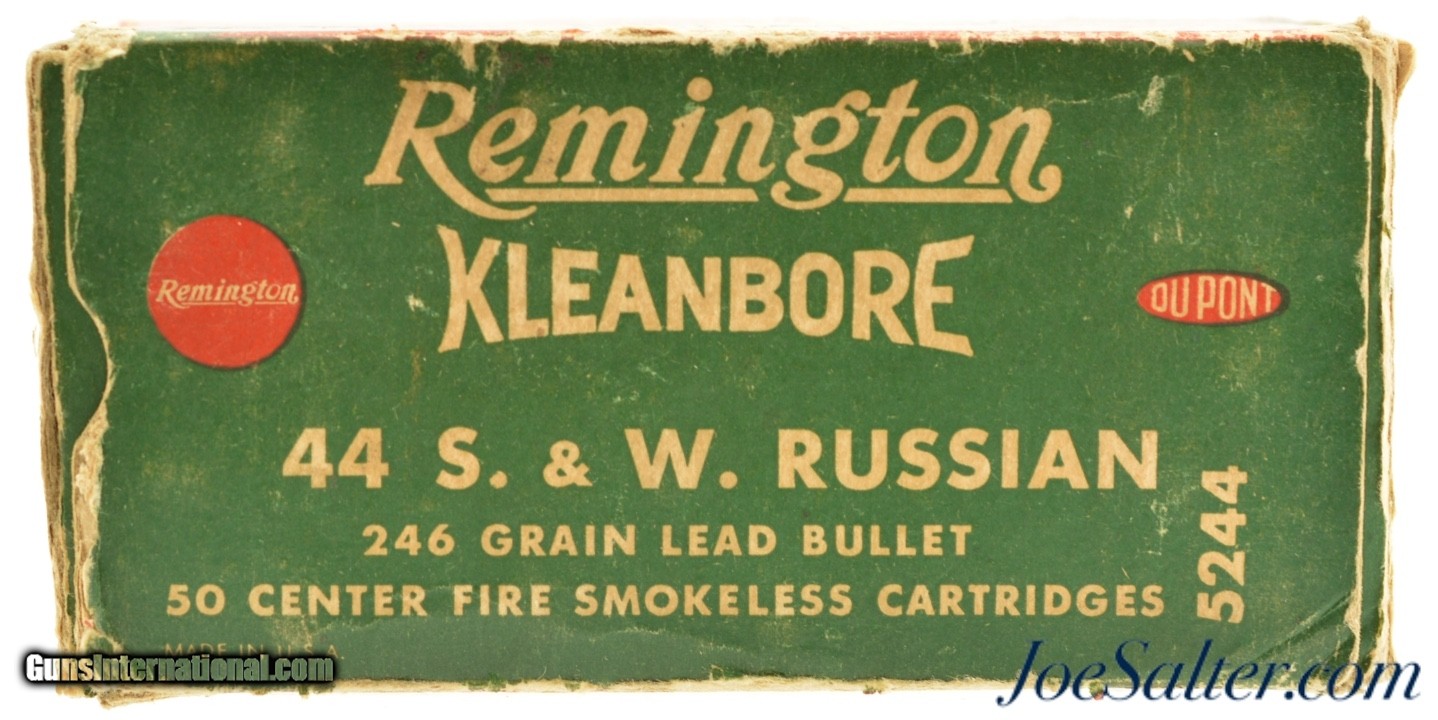 Remington
KLEANBORE
Remington
DU PONT
44 S. & W. RUSSIAN
246 GRAIN LEAD BULLET
50 CENTER FIRE SMOKELESS CARTRIDGES
5244
MADE IN U.S.A.
GunsInternational.com
JoeSalter.com